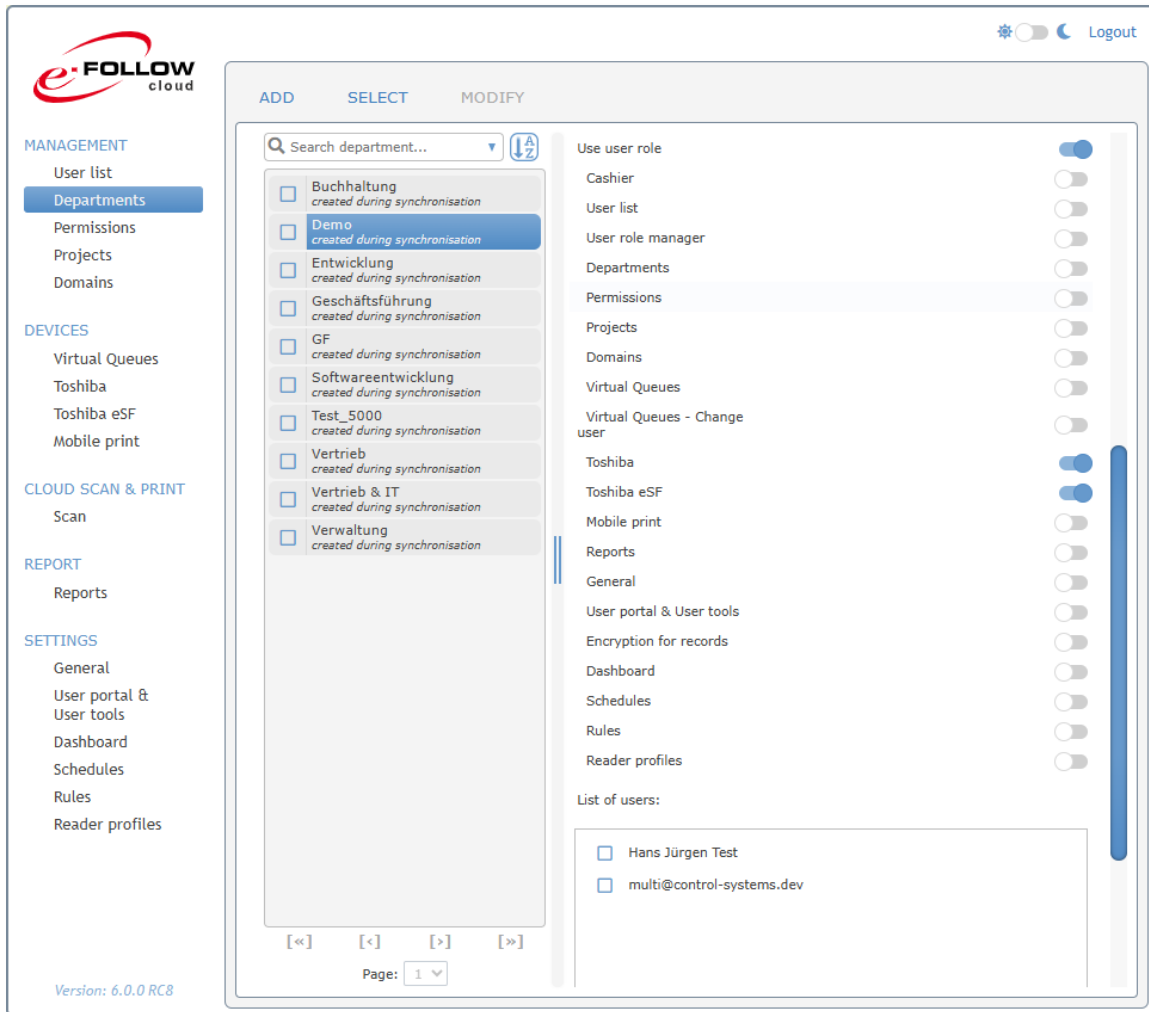 Logout
e-FOLLOW
cloud
ADD SELECT MODIFY
MANAGEMENT
User list
Departments
Permissions
Projects
Domains
DEVICES
Virtual Queues
Toshiba
Toshiba eSF
Mobile print
CLOUD SCAN & PRINT
Scan
REPORT
Reports
SETTINGS
General
User portal &
User tools
Dashboard
Schedules
Rules
Reader profiles
Version: 6.0.0 RC8
Search department...
A
Z
Buchhaltung
created during synchronisation
Demo
created during synchronisation
Entwicklung
created during synchronisation
Geschäftsführung
created during synchronisation
GF
created during synchronisation
Softwareentwicklung
created during synchronisation
Test_5000
created during synchronisation
Vertrieb
created during synchronisation
Vertrieb & IT
created during synchronisation
Verwaltung
created during synchronisation
[«] [‹] [›] [»]
Page: 1
Use user role
Cashier
User list
User role manager
Departments
Permissions
Projects
Domains
Virtual Queues
Virtual Queues - Change
user
Toshiba
Toshiba eSF
Mobile print
Reports
General
User portal & User tools
Encryption for records
Dashboard
Schedules
Rules
Reader profiles
List of users:
Hans Jürgen Test
multi@control-systems.dev